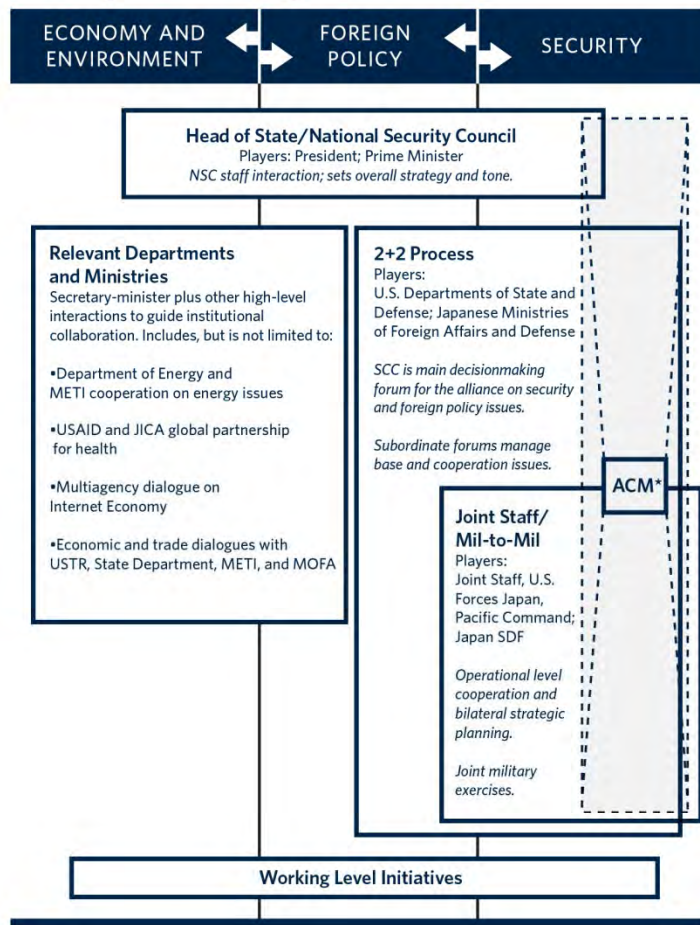 ECONOMY AND
ENVIRONMENT
FOREIGN
POLICY
SECURITY
Head of State/National Security Council
Players: President; Prime Minister
NSC staff interaction; sets overall strategy and tone.
Relevant Departments
and Ministries
Secretary-minister plus other high-level
interactions to guide institutional
collaboration. Includes, but is not limited to:
•Department of Energy and
METI cooperation on energy issues
•USAID and JICA global partnership
for health
•Multiagency dialogue on
Internet Economy
•Economic and trade dialogues with
USTR, State Department, METI, and MOFA
2+2 Process
Players:
U.S. Departments of State and
Defense; Japanese Ministries
of Foreign Affairs and Defense
SCC is main decisionmaking
forum for the alliance on security
and foreign policy issues.
Subordinate forums manage
base and cooperation issues.
ACM*
Joint Staff/
Mil-to-Mil
Players:
Joint Staff, U.S.
Forces Japan,
Pacific Command;
Japan SDF
Operational level
cooperation and
bilateral strategic
planning.
Joint military
exercises.
Working Level Initiatives